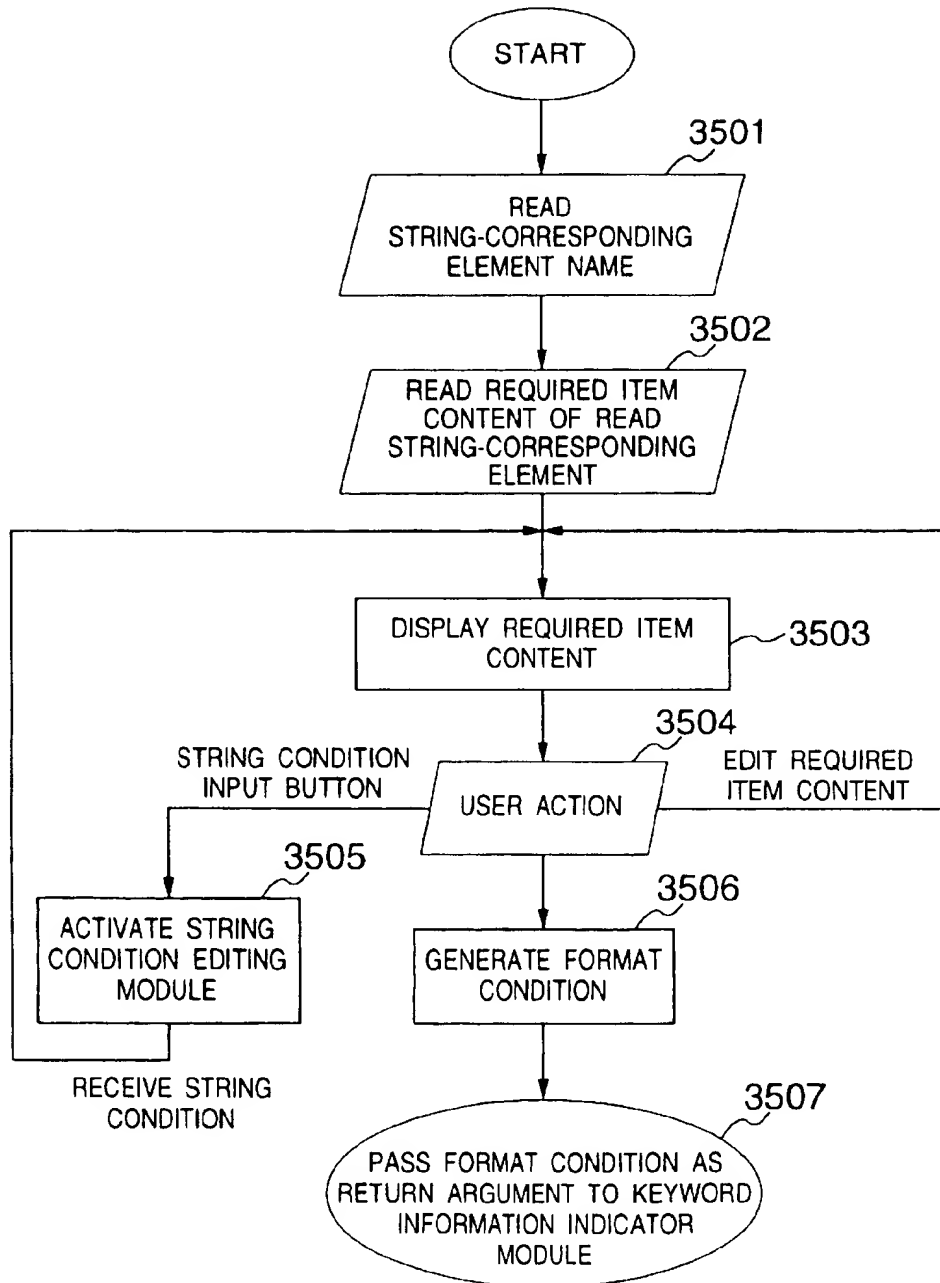 START
3501
READ
STRING-CORRESPONDING
ELEMENT NAME
3502
READ REQUIRED ITEM
CONTENT OF READ
STRING-CORRESPONDING
ELEMENT
DISPLAY REQUIRED ITEM
CONTENT
3503
3504
STRING CONDITION
INPUT BUTTON
USER ACTION
EDIT REQUIRED
ITEM CONTENT
3505
ACTIVATE STRING
CONDITION EDITING
MODULE
3506
GENERATE FORMAT
CONDITION
RECEIVE STRING
CONDITION
3507
PASS FORMAT CONDITION AS
RETURN ARGUMENT TO KEYWORD
INFORMATION INDICATOR
MODULE